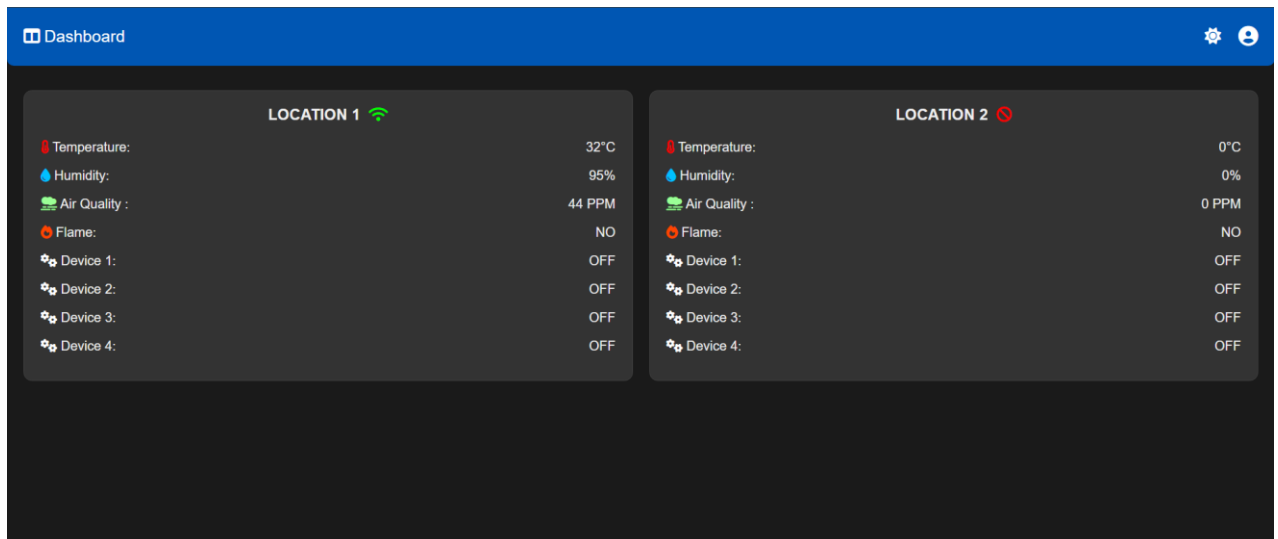 Dashboard
LOCATION 1
Temperature: 32°C
Humidity: 95%
Air Quality : 44 PPM
Flame: NO
Device 1: OFF
Device 2: OFF
Device 3: OFF
Device 4: OFF
LOCATION 2
Temperature: 0°C
Humidity: 0%
Air Quality : 0 PPM
Flame: NO
Device 1: OFF
Device 2: OFF
Device 3: OFF
Device 4: OFF